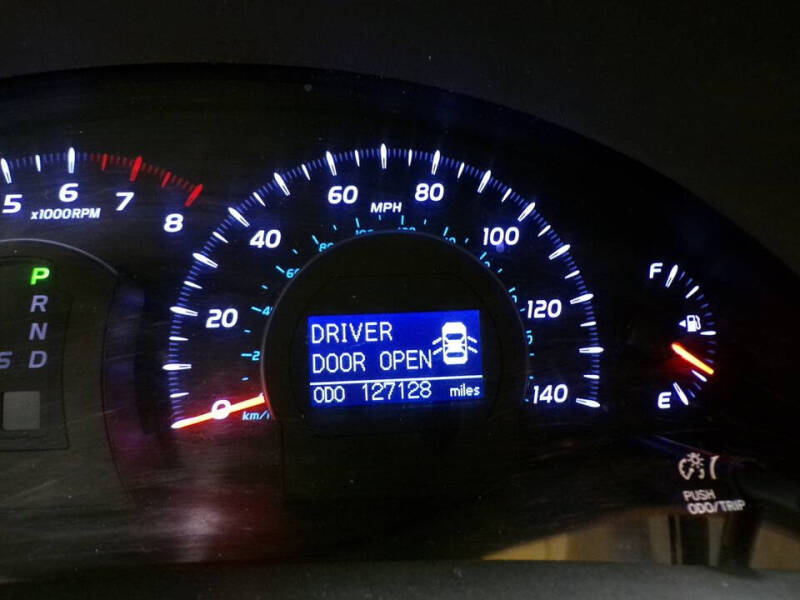 5 6 7 8
x1000RPM
P
R
N
S D
0 20 40 60 80 100 120 140
MPH
km/
DRIVER
DOOR OPEN
ODO 127128 miles
F
E
PUSH
ODO/TRIP